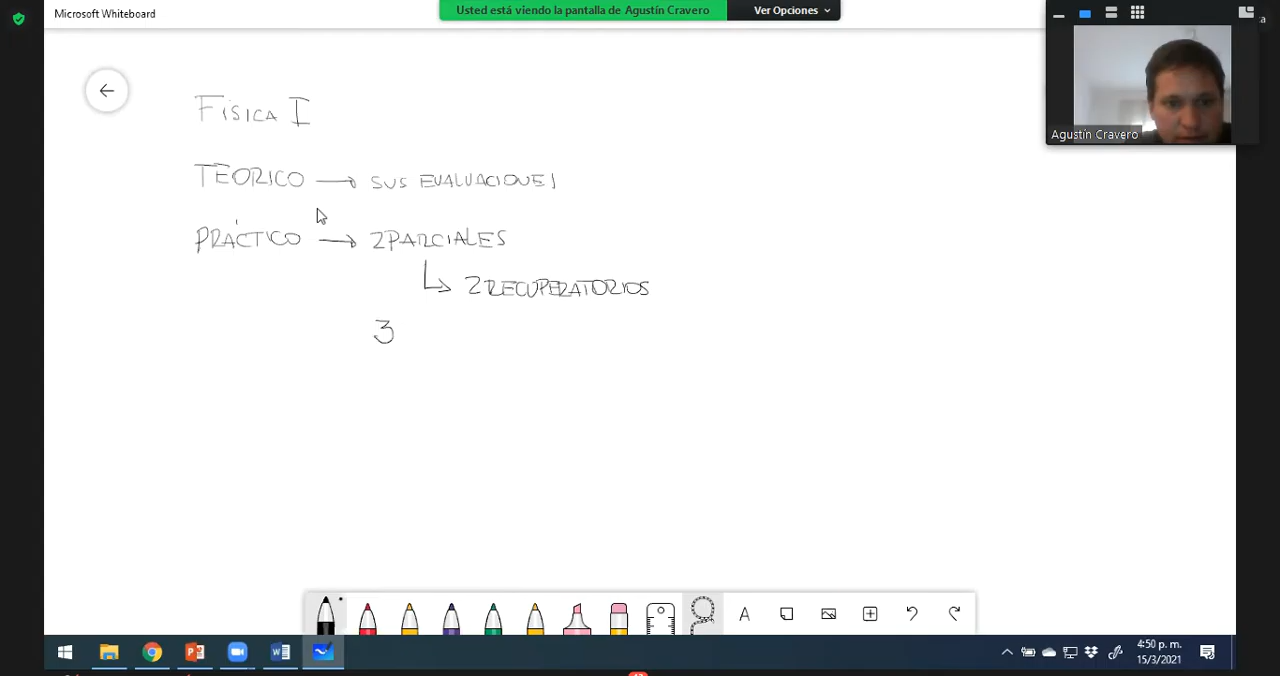 Microsoft Whiteboard
Usted está viendo la pantalla de Agustín Cravero
Ver Opciones
Agustín Cravero
FísicA I
TEORICO → SUS EVALUACIONES
PRÁCTICO → 2 PARCIALES
↳ 2 RECUPERATORIOS
3
A
4:50 p. m.
15/3/2021